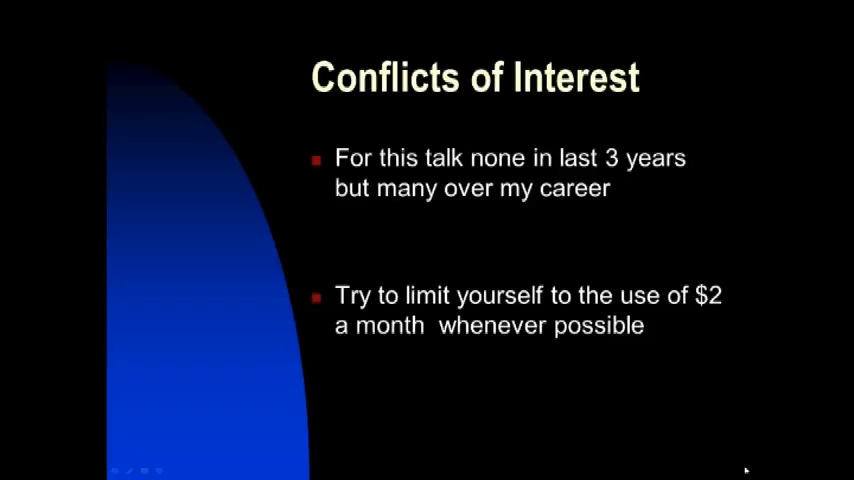 Conflicts of Interest
For this talk none in last 3 years
but many over my career
Try to limit yourself to the use of $2
a month whenever possible